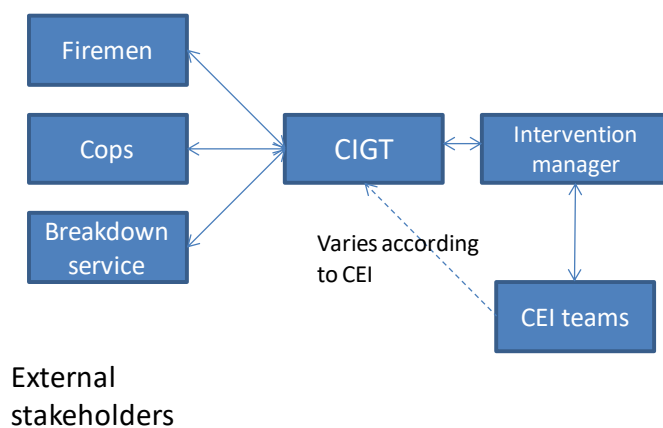 Firemen
Cops
Breakdown
service
CIGT
Intervention
manager
Varies according
to CEI
CEI teams
External
stakeholders